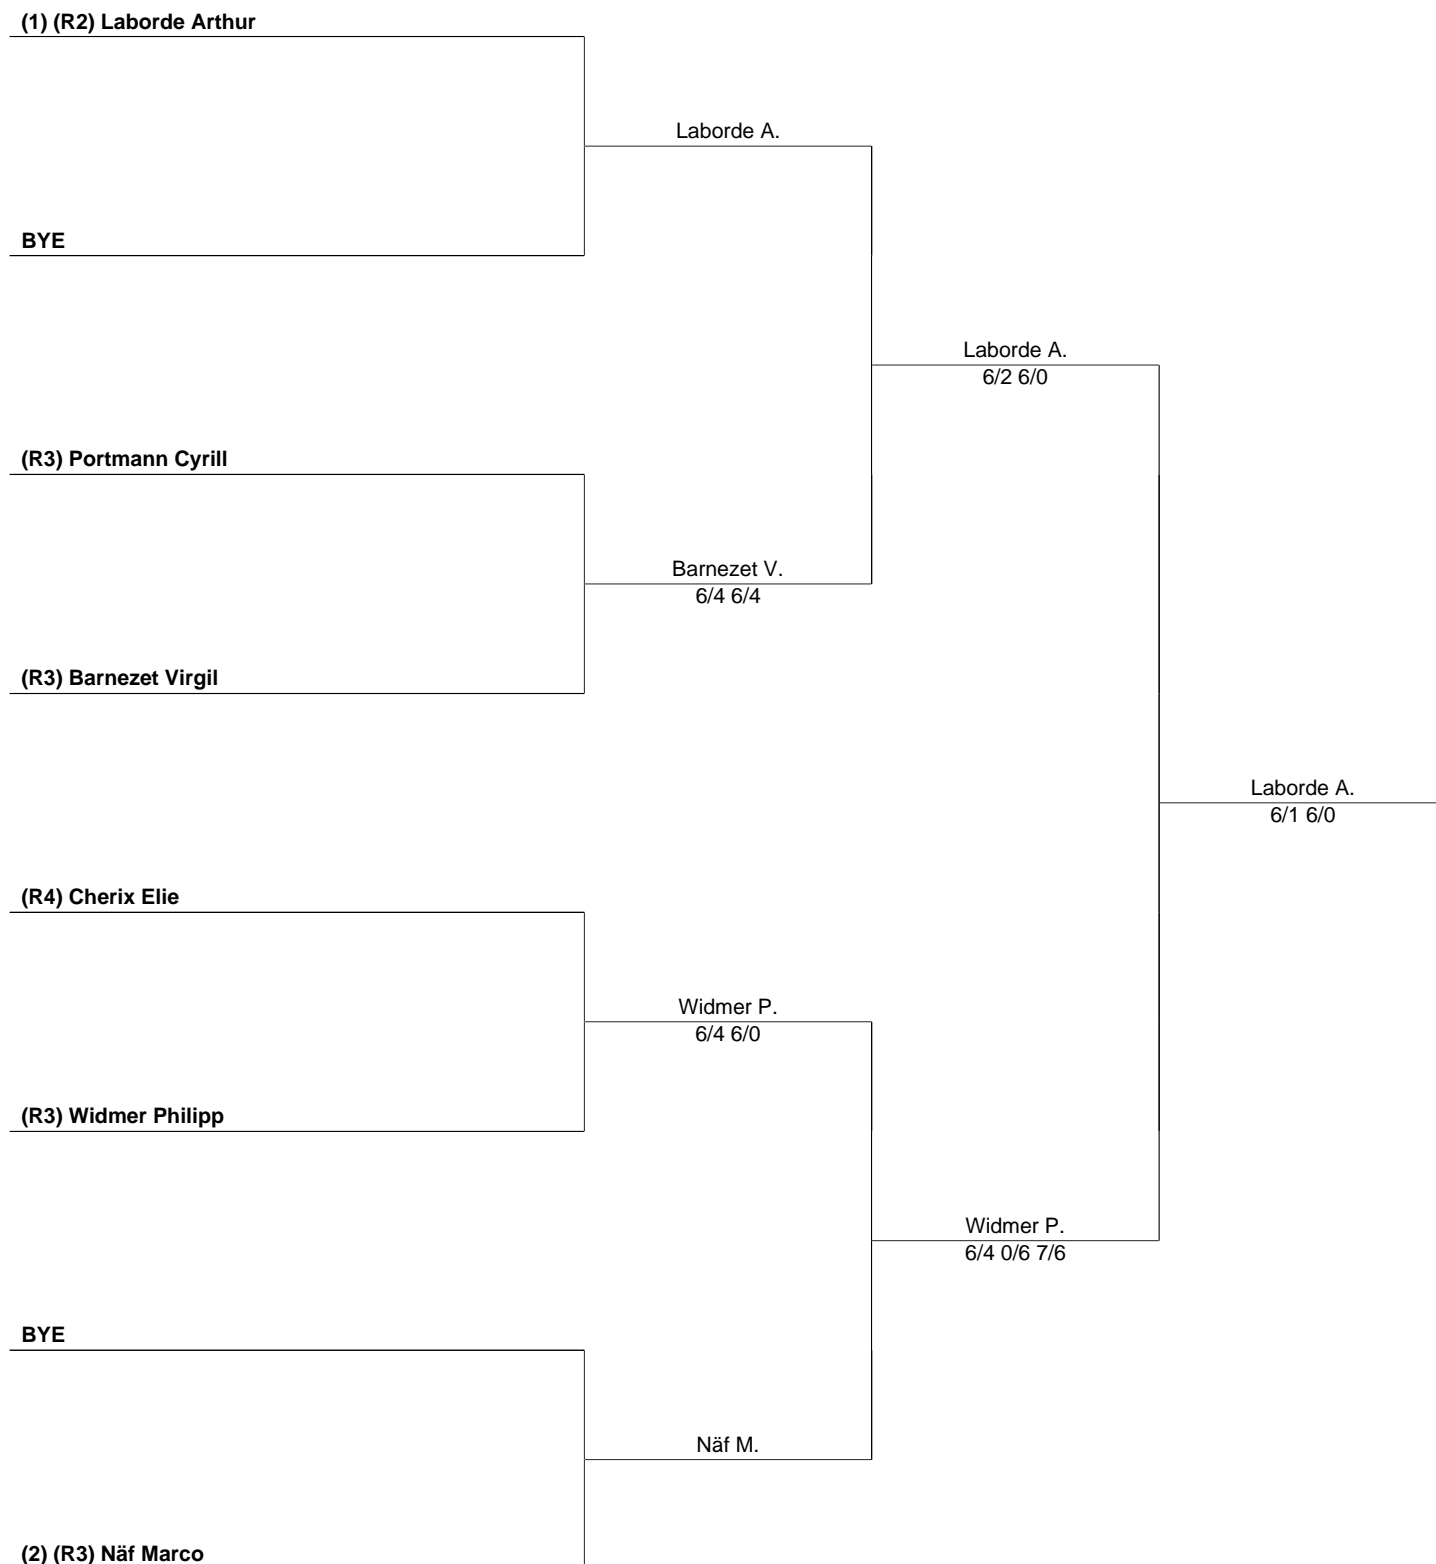 (1) (R2) Laborde Arthur
Laborde A.
BYE
Laborde A.
6/2 6/0
(R3) Portmann Cyrill
Barnezet V.
6/4 6/4
(R3) Barnezet Virgil
Laborde A.
6/1 6/0
(R4) Cherix Elie
Widmer P.
6/4 6/0
(R3) Widmer Philipp
Widmer P.
6/4 0/6 7/6
BYE
Näf M.
(2) (R3) Näf Marco